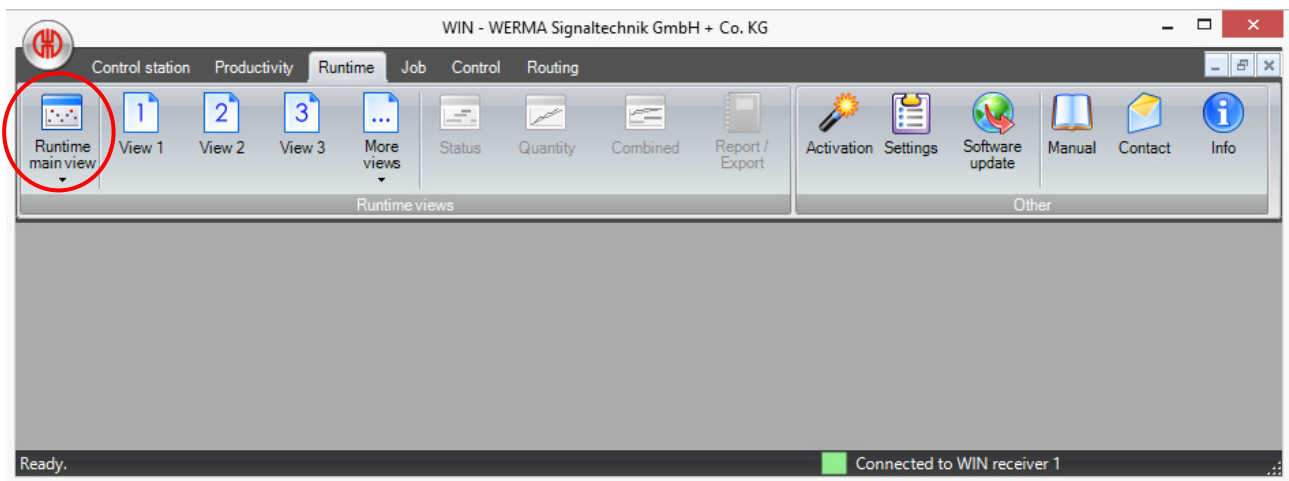 WIN - WERMA Signaltechnik GmbH + Co. KG
Control station Productivity Runtime Job Control Routing
1 2 3 ...
Runtime main view
View 1
View 2
View 3
More views
Status
Quantity
Combined
Report / Export
Activation
Settings
Software update
Manual
Contact
Info
Runtime views
Other
Ready.
Connected to WIN receiver 1